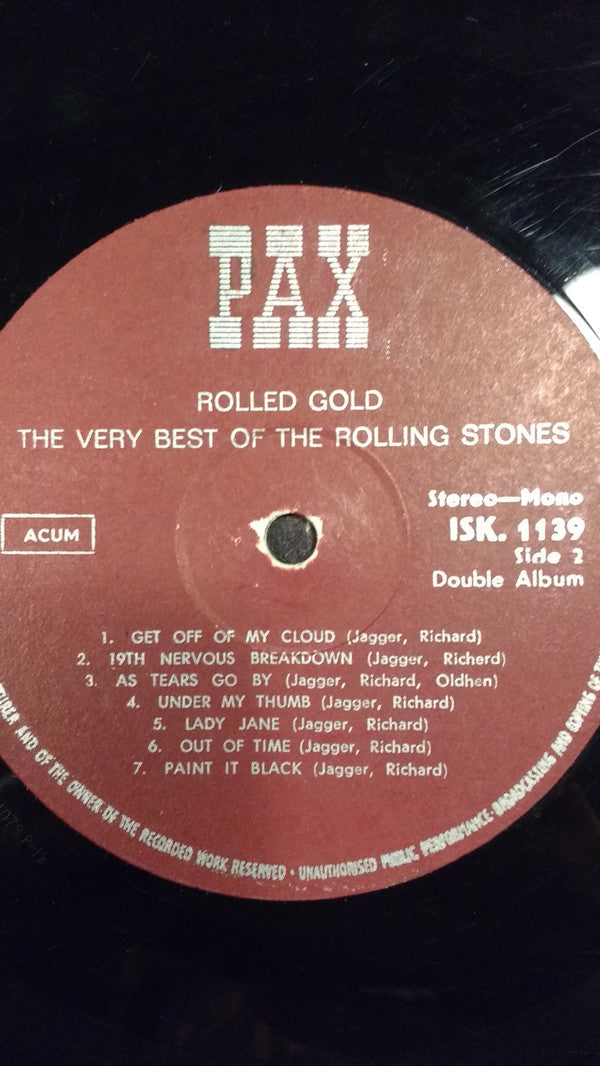 PAX
ROLLED GOLD
THE VERY BEST OF THE ROLLING STONES
Stereo—Mono
ACUM
ISK. 1139
Side 2
Double Album
1. GET OFF OF MY CLOUD (Jagger, Richard)
2. 19TH NERVOUS BREAKDOWN (Jagger, Richerd)
3. AS TEARS GO BY (Jagger, Richard, Oldhen)
4. UNDER MY THUMB (Jagger, Richard)
5. LADY JANE (Jagger, Richard)
6. OUT OF TIME (Jagger, Richard)
7. PAINT IT BLACK (Jagger, Richard)
TURER AND OF THE OWNER OF THE RECORDED WORK RESERVED • UNAUTHORISED PUBLIC PERFORMANCE BROADCASTING AND COPYING OF